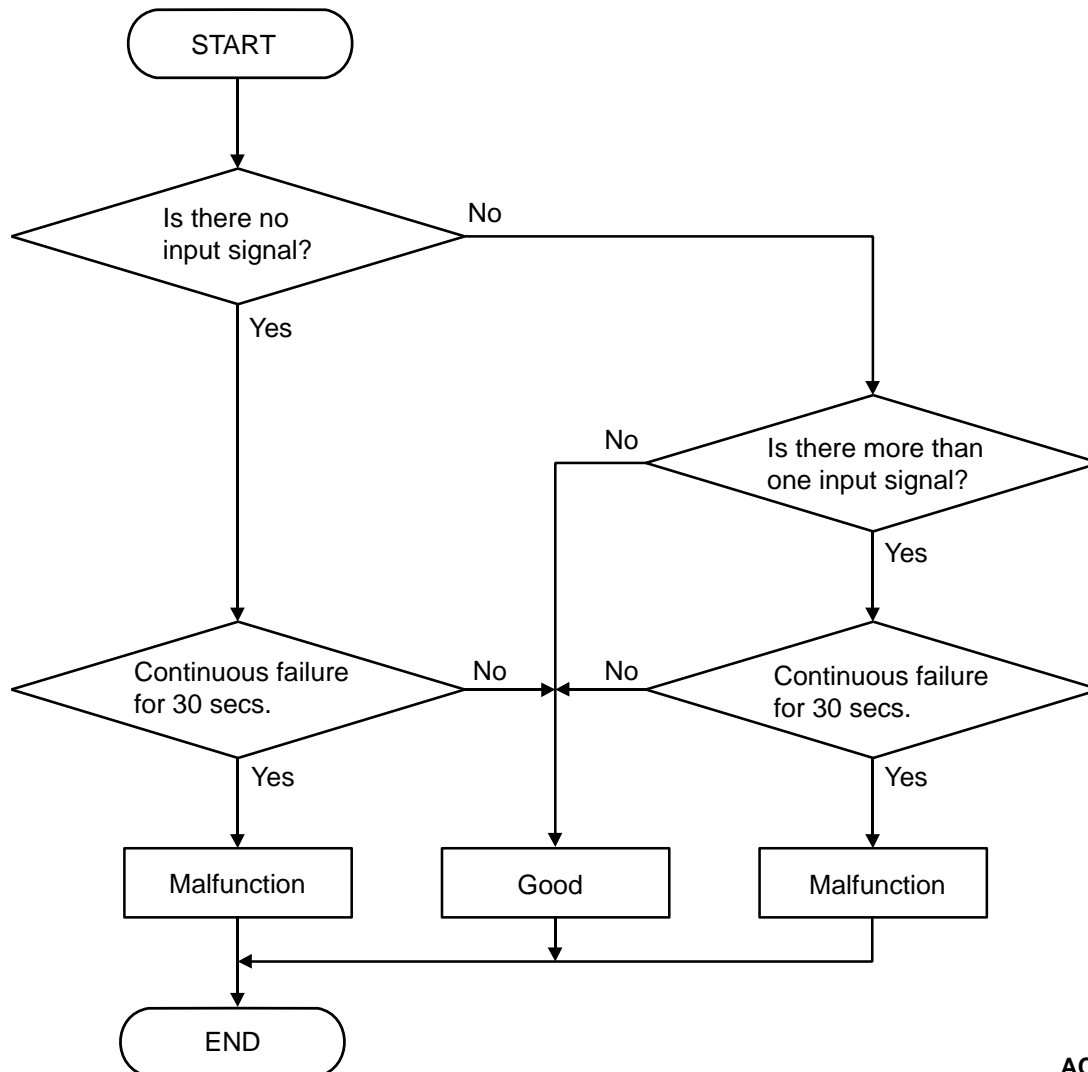 START
Is there no
input signal?
No
Yes
Is there more than
one input signal?
No
Yes
Continuous failure
for 30 secs.
No
No
Continuous failure
for 30 secs.
Yes
Yes
Malfunction
Good
Malfunction
END